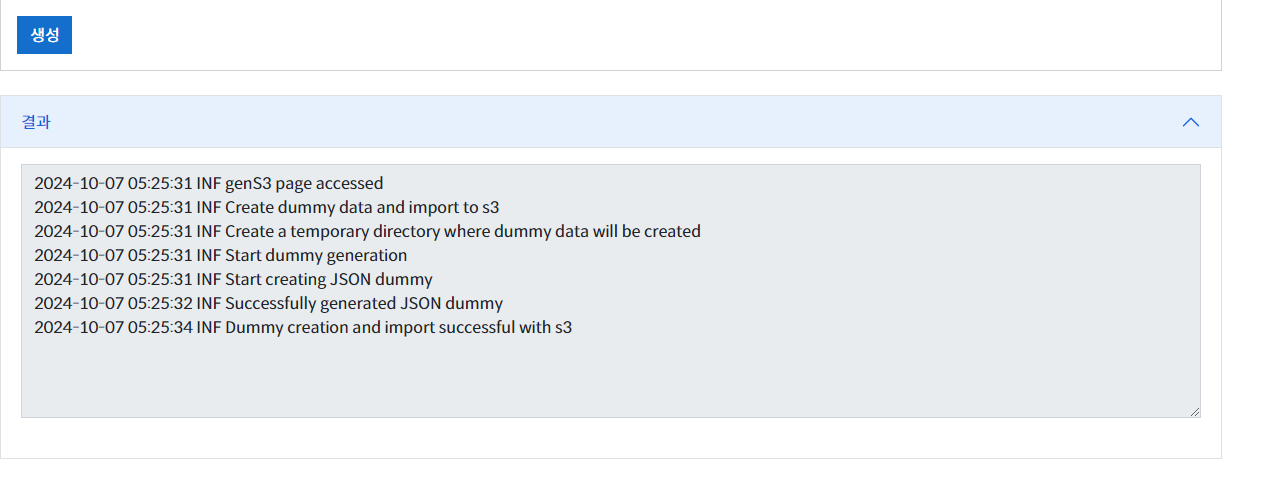 생성
결과
2024-10-07 05:25:31 INF genS3 page accessed
2024-10-07 05:25:31 INF Create dummy data and import to s3
2024-10-07 05:25:31 INF Create a temporary directory where dummy data will be created
2024-10-07 05:25:31 INF Start dummy generation
2024-10-07 05:25:31 INF Start creating JSON dummy
2024-10-07 05:25:32 INF Successfully generated JSON dummy
2024-10-07 05:25:34 INF Dummy creation and import successful with s3